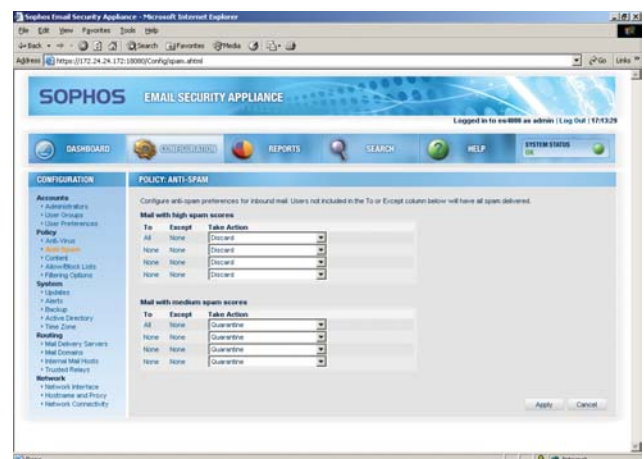 Sophos Email Security Appliance - Microsoft Internet Explorer
File Edit View Favorites Tools Help
Back Search Favorites Media
Address https://172.24.24.172:18080/Config/spam.ahtml Go Links
SOPHOS EMAIL SECURITY APPLIANCE
Logged in to es4000 as admin | Log Out | 17:13:29
DASHBOARD CONFIGURATION REPORTS SEARCH HELP SYSTEM STATUS
OK
CONFIGURATION
Accounts
Administrators
User Groups
User Preferences
Policy
Anti-Virus
Anti-Spam
Content
Allow/Block Lists
Filtering Options
System
Updates
Alerts
Backup
Active Directory
Time Zone
Routing
Mail Delivery Servers
Mail Domains
Internal Mail Hosts
Trusted Relays
Network
Network Interface
Hostname and Proxy
Network Connectivity
POLICY: ANTI-SPAM
Configure anti-spam preferences for inbound mail. Users not included in the To or Except column below will have all spam delivered.
Mail with high spam scores
To Except Take Action
All None Discard
None None Discard
None None Discard
None None Discard
Mail with medium spam scores
To Except Take Action
All None Quarantine
None None Quarantine
None None Quarantine
None None Quarantine
Apply Cancel